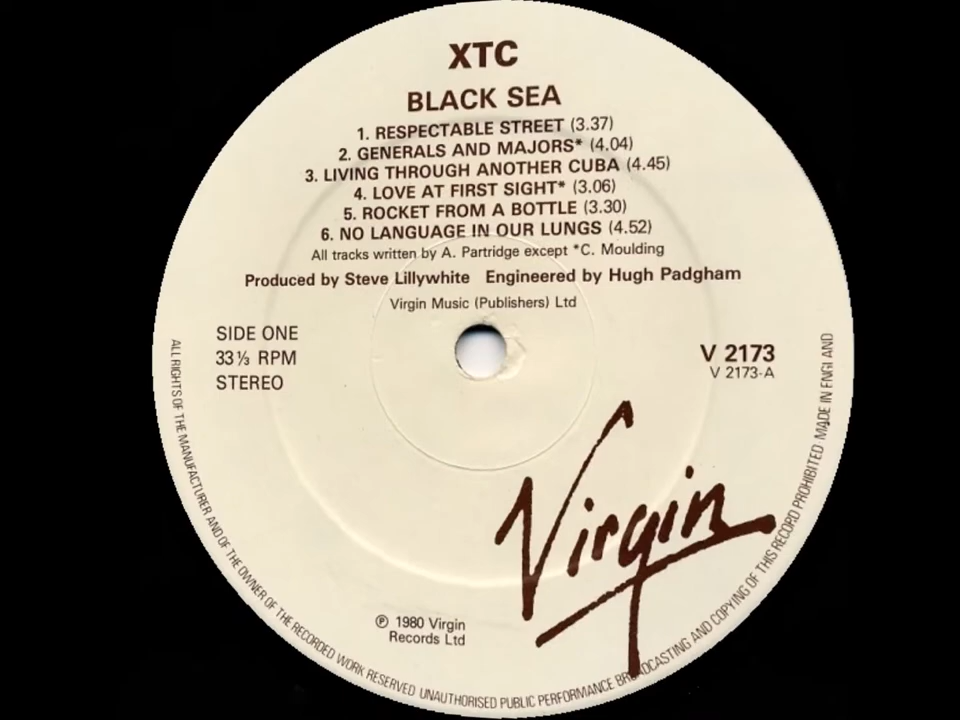 XTC
BLACK SEA
1. RESPECTABLE STREET (3.37)
2. GENERALS AND MAJORS* (4.04)
3. LIVING THROUGH ANOTHER CUBA (4.45)
4. LOVE AT FIRST SIGHT* (3.06)
5. ROCKET FROM A BOTTLE (3.30)
6. NO LANGUAGE IN OUR LUNGS (4.52)
All tracks written by A. Partridge except *C. Moulding
Produced by Steve Lillywhite Engineered by Hugh Padgham
Virgin Music (Publishers) Ltd
SIDE ONE
33⅓ RPM
STEREO
V 2173
V 2173-A
Virgin
℗ 1980 Virgin
Records Ltd
ALL RIGHTS OF THE MANUFACTURER AND OF THE OWNER OF THE RECORDED WORK RESERVED UNAUTHORISED PUBLIC PERFORMANCE BROADCASTING AND COPYING OF THIS RECORD PROHIBITED MADE IN ENGLAND